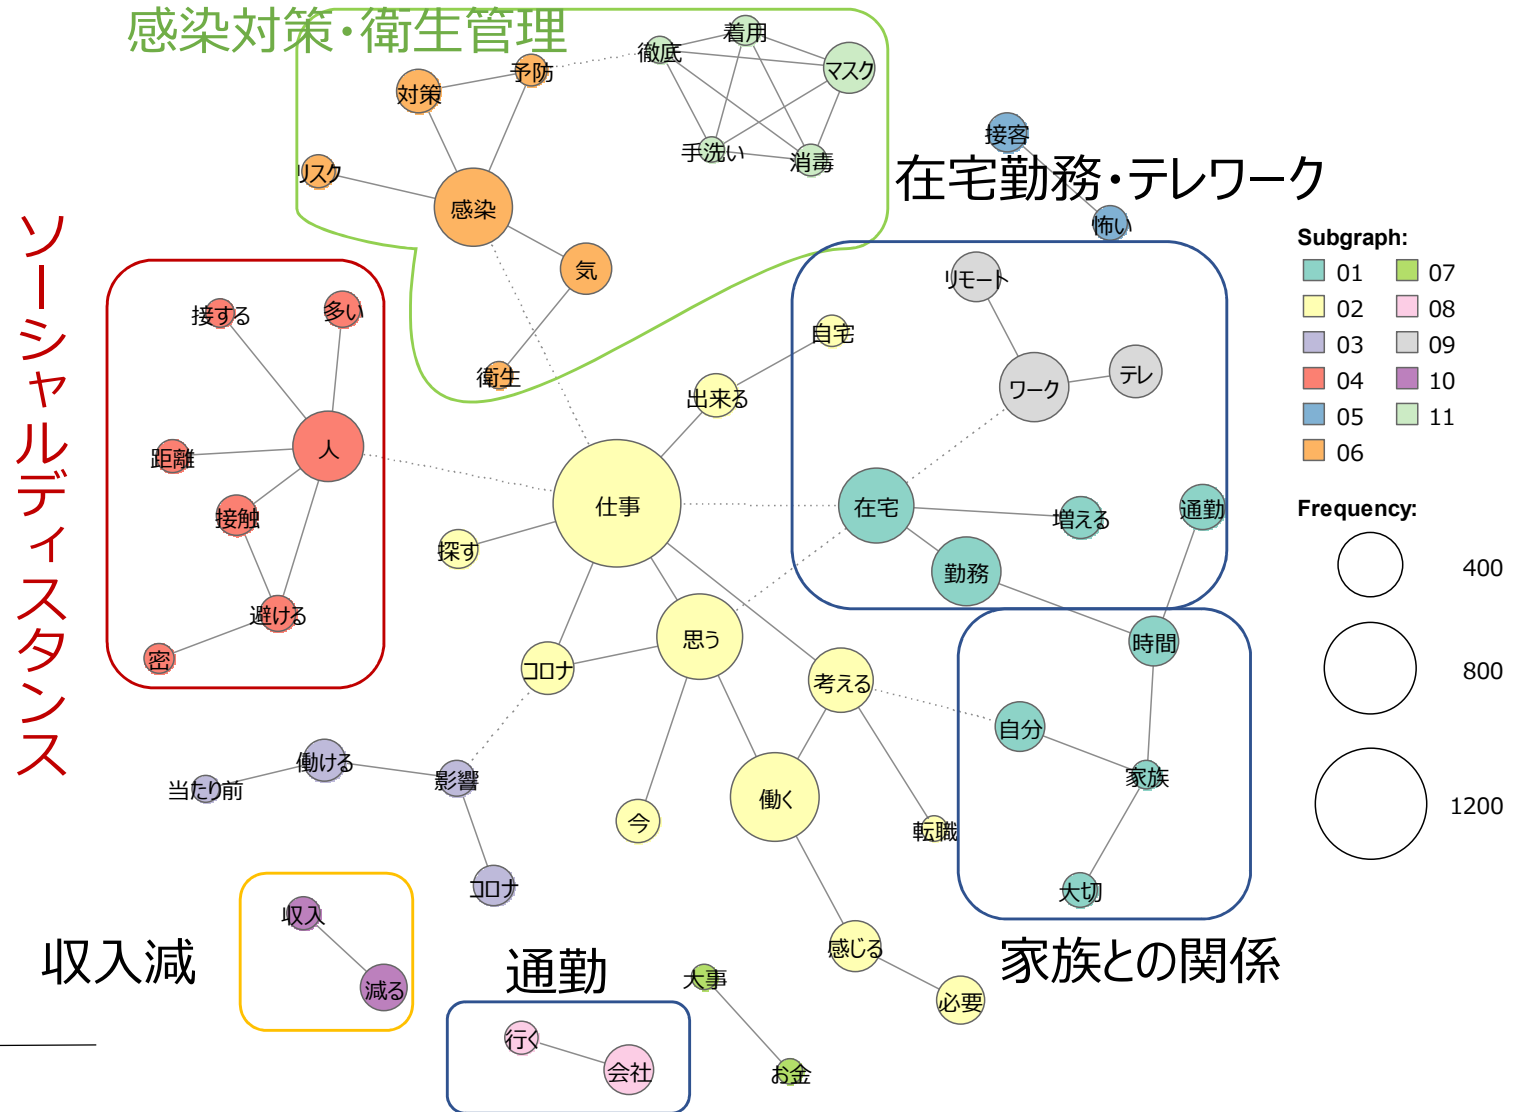 感染対策・衛生管理
着用
徹底
マスク
予防
対策
手洗い
消毒
接客
リスク
在宅勤務・テレワーク
感染
怖い
気
衛生
ソーシャルディスタンス
接する
多い
人
距離
接触
避ける
密
リモート
自宅
ワーク
テレ
出来る
仕事
在宅
増える
通勤
探す
勤務
思う
時間
コロナ
考える
自分
働ける
当たり前
影響
家族
働く
今
転職
コロナ
大切
収入
収入減
減る
通勤
行く
会社
大事
お金
感じる
必要
家族との関係
Subgraph:
01 07
02 08
03 09
04 10
05 11
06
Frequency:
400
800
1200